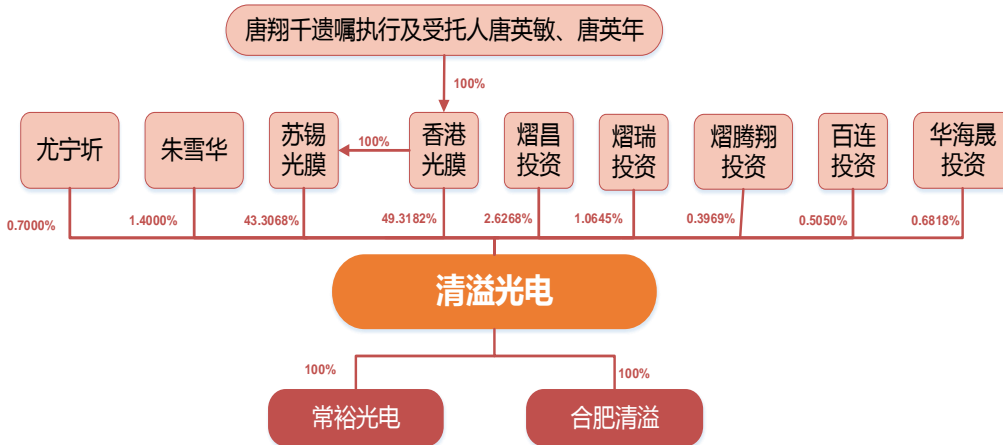 唐翔千遗嘱执行及受托人唐英敏、唐英年
100%
尤宁圻
朱雪华
苏锡
光膜
100%
香港
光膜
熠昌
投资
熠瑞
投资
熠腾翔
投资
百连
投资
华海晟
投资
0.7000%
1.4000%
43.3068%
49.3182%
2.6268%
1.0645%
0.3969%
0.5050%
0.6818%
清溢光电
100%
100%
常裕光电
合肥清溢